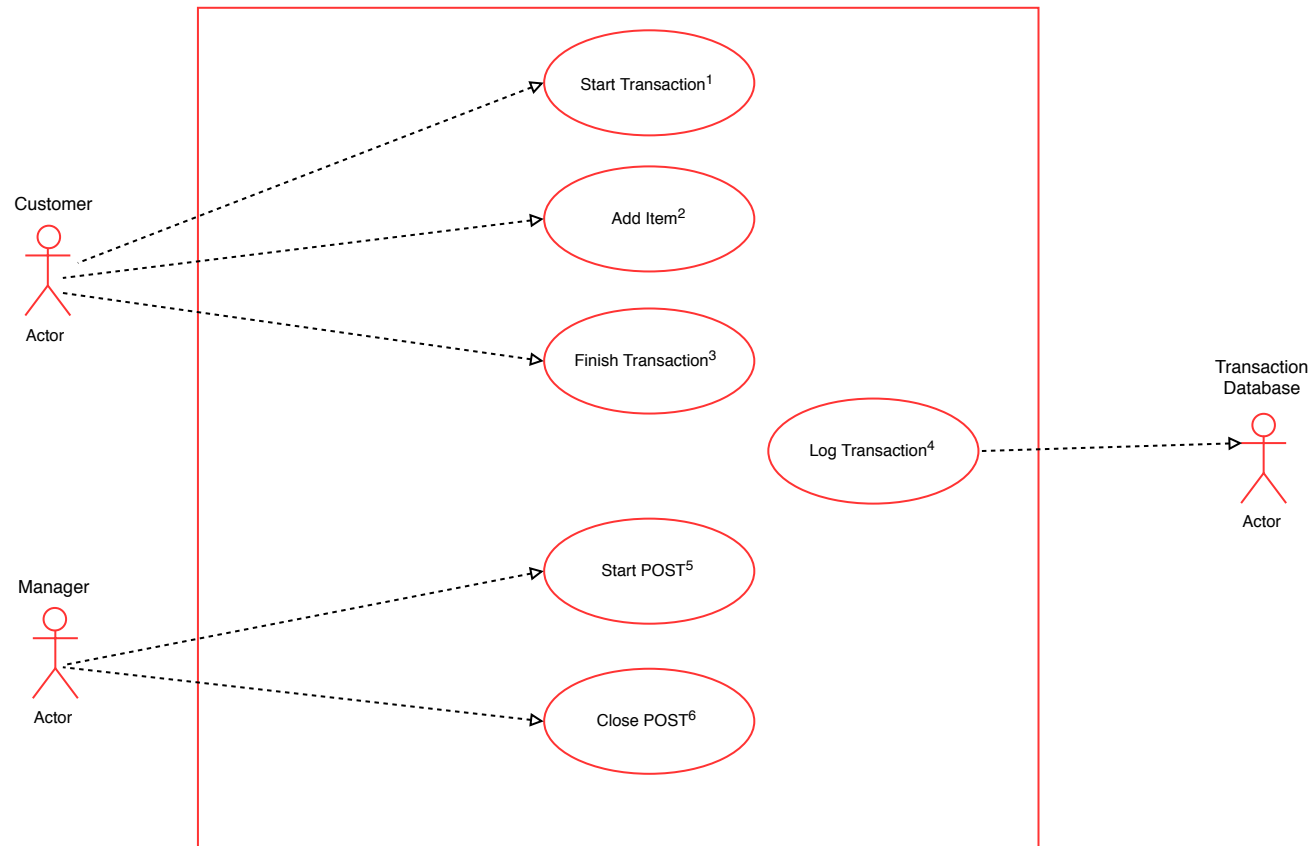 Start Transaction¹
Add Item²
Customer
Actor
Finish Transaction³
Transaction
Database
Log Transaction⁴
Actor
Start POST⁵
Manager
Actor
Close POST⁶